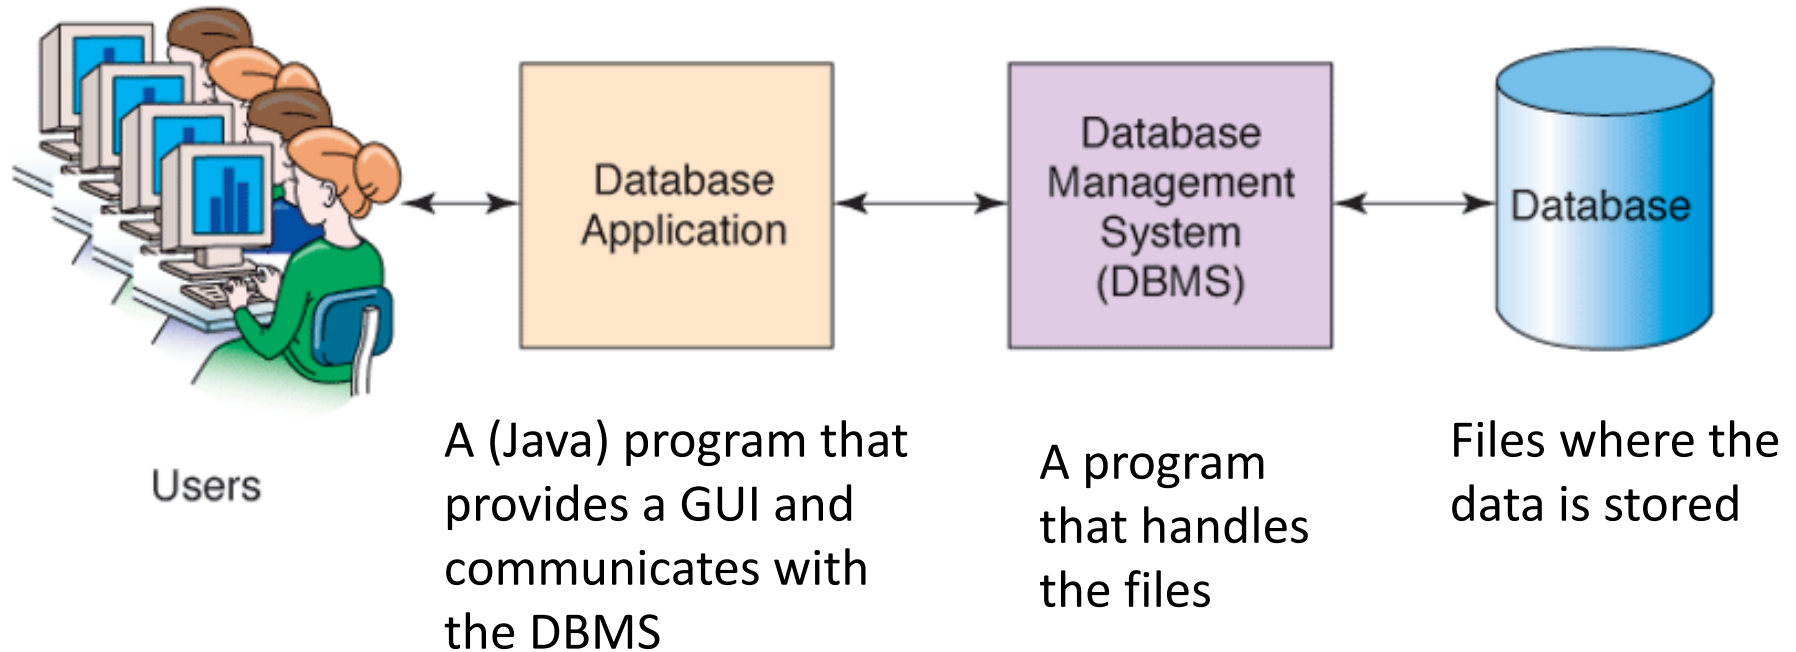 Database
Application
Database
Management
System
(DBMS)
Database
Users
A (Java) program that
provides a GUI and
communicates with
the DBMS
A program
that handles
the files
Files where the
data is stored